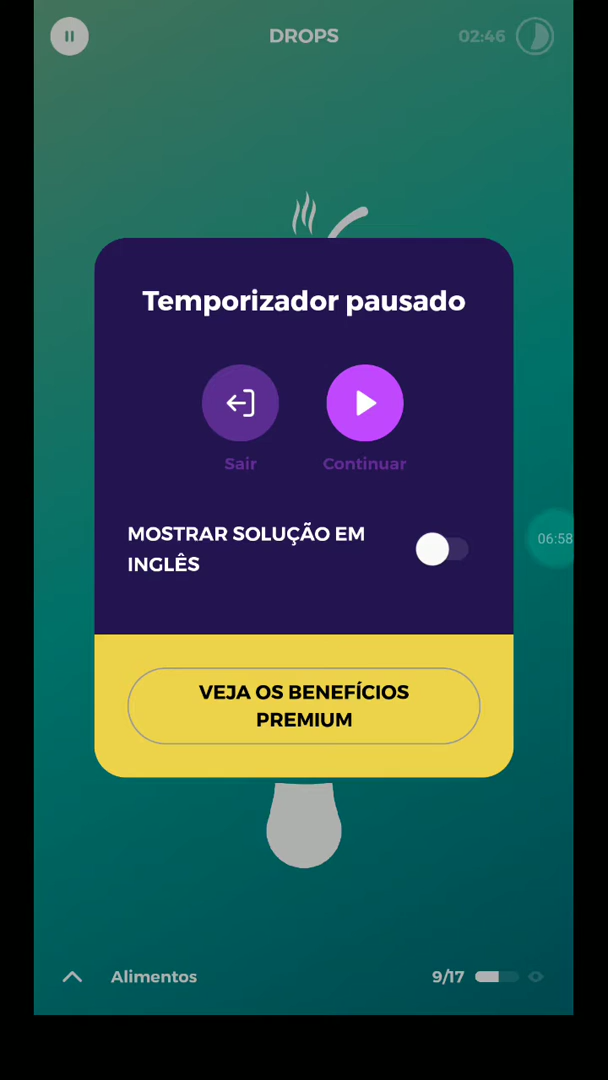 DROPS
02:46
Temporizador pausado
Sair
Continuar
MOSTRAR SOLUÇÃO EM
INGLÊS
06:58
VEJA OS BENEFÍCIOS
PREMIUM
Alimentos
9/17